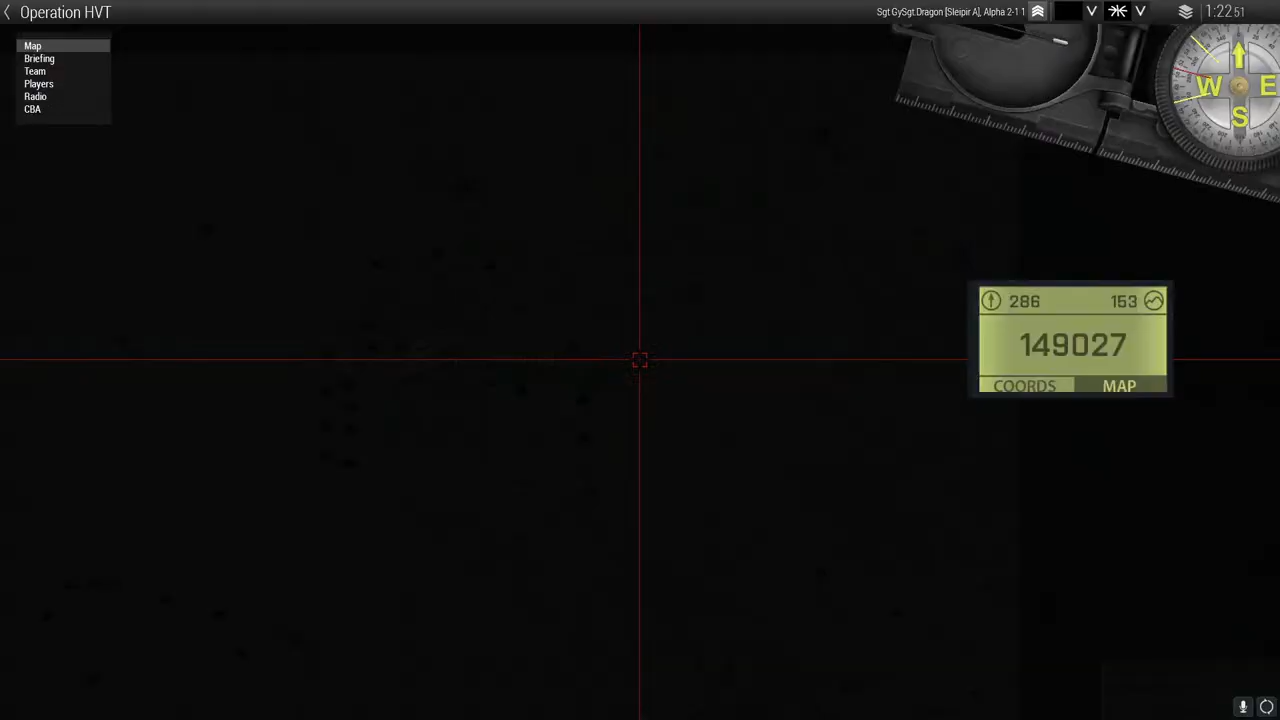 Operation HVT
Sgt GySgt.Dragon [Sleipir A], Alpha 2-1 1
1:22 51
Map
Briefing
Team
Players
Radio
CBA
W E
S
286 153
149027
COORDS MAP